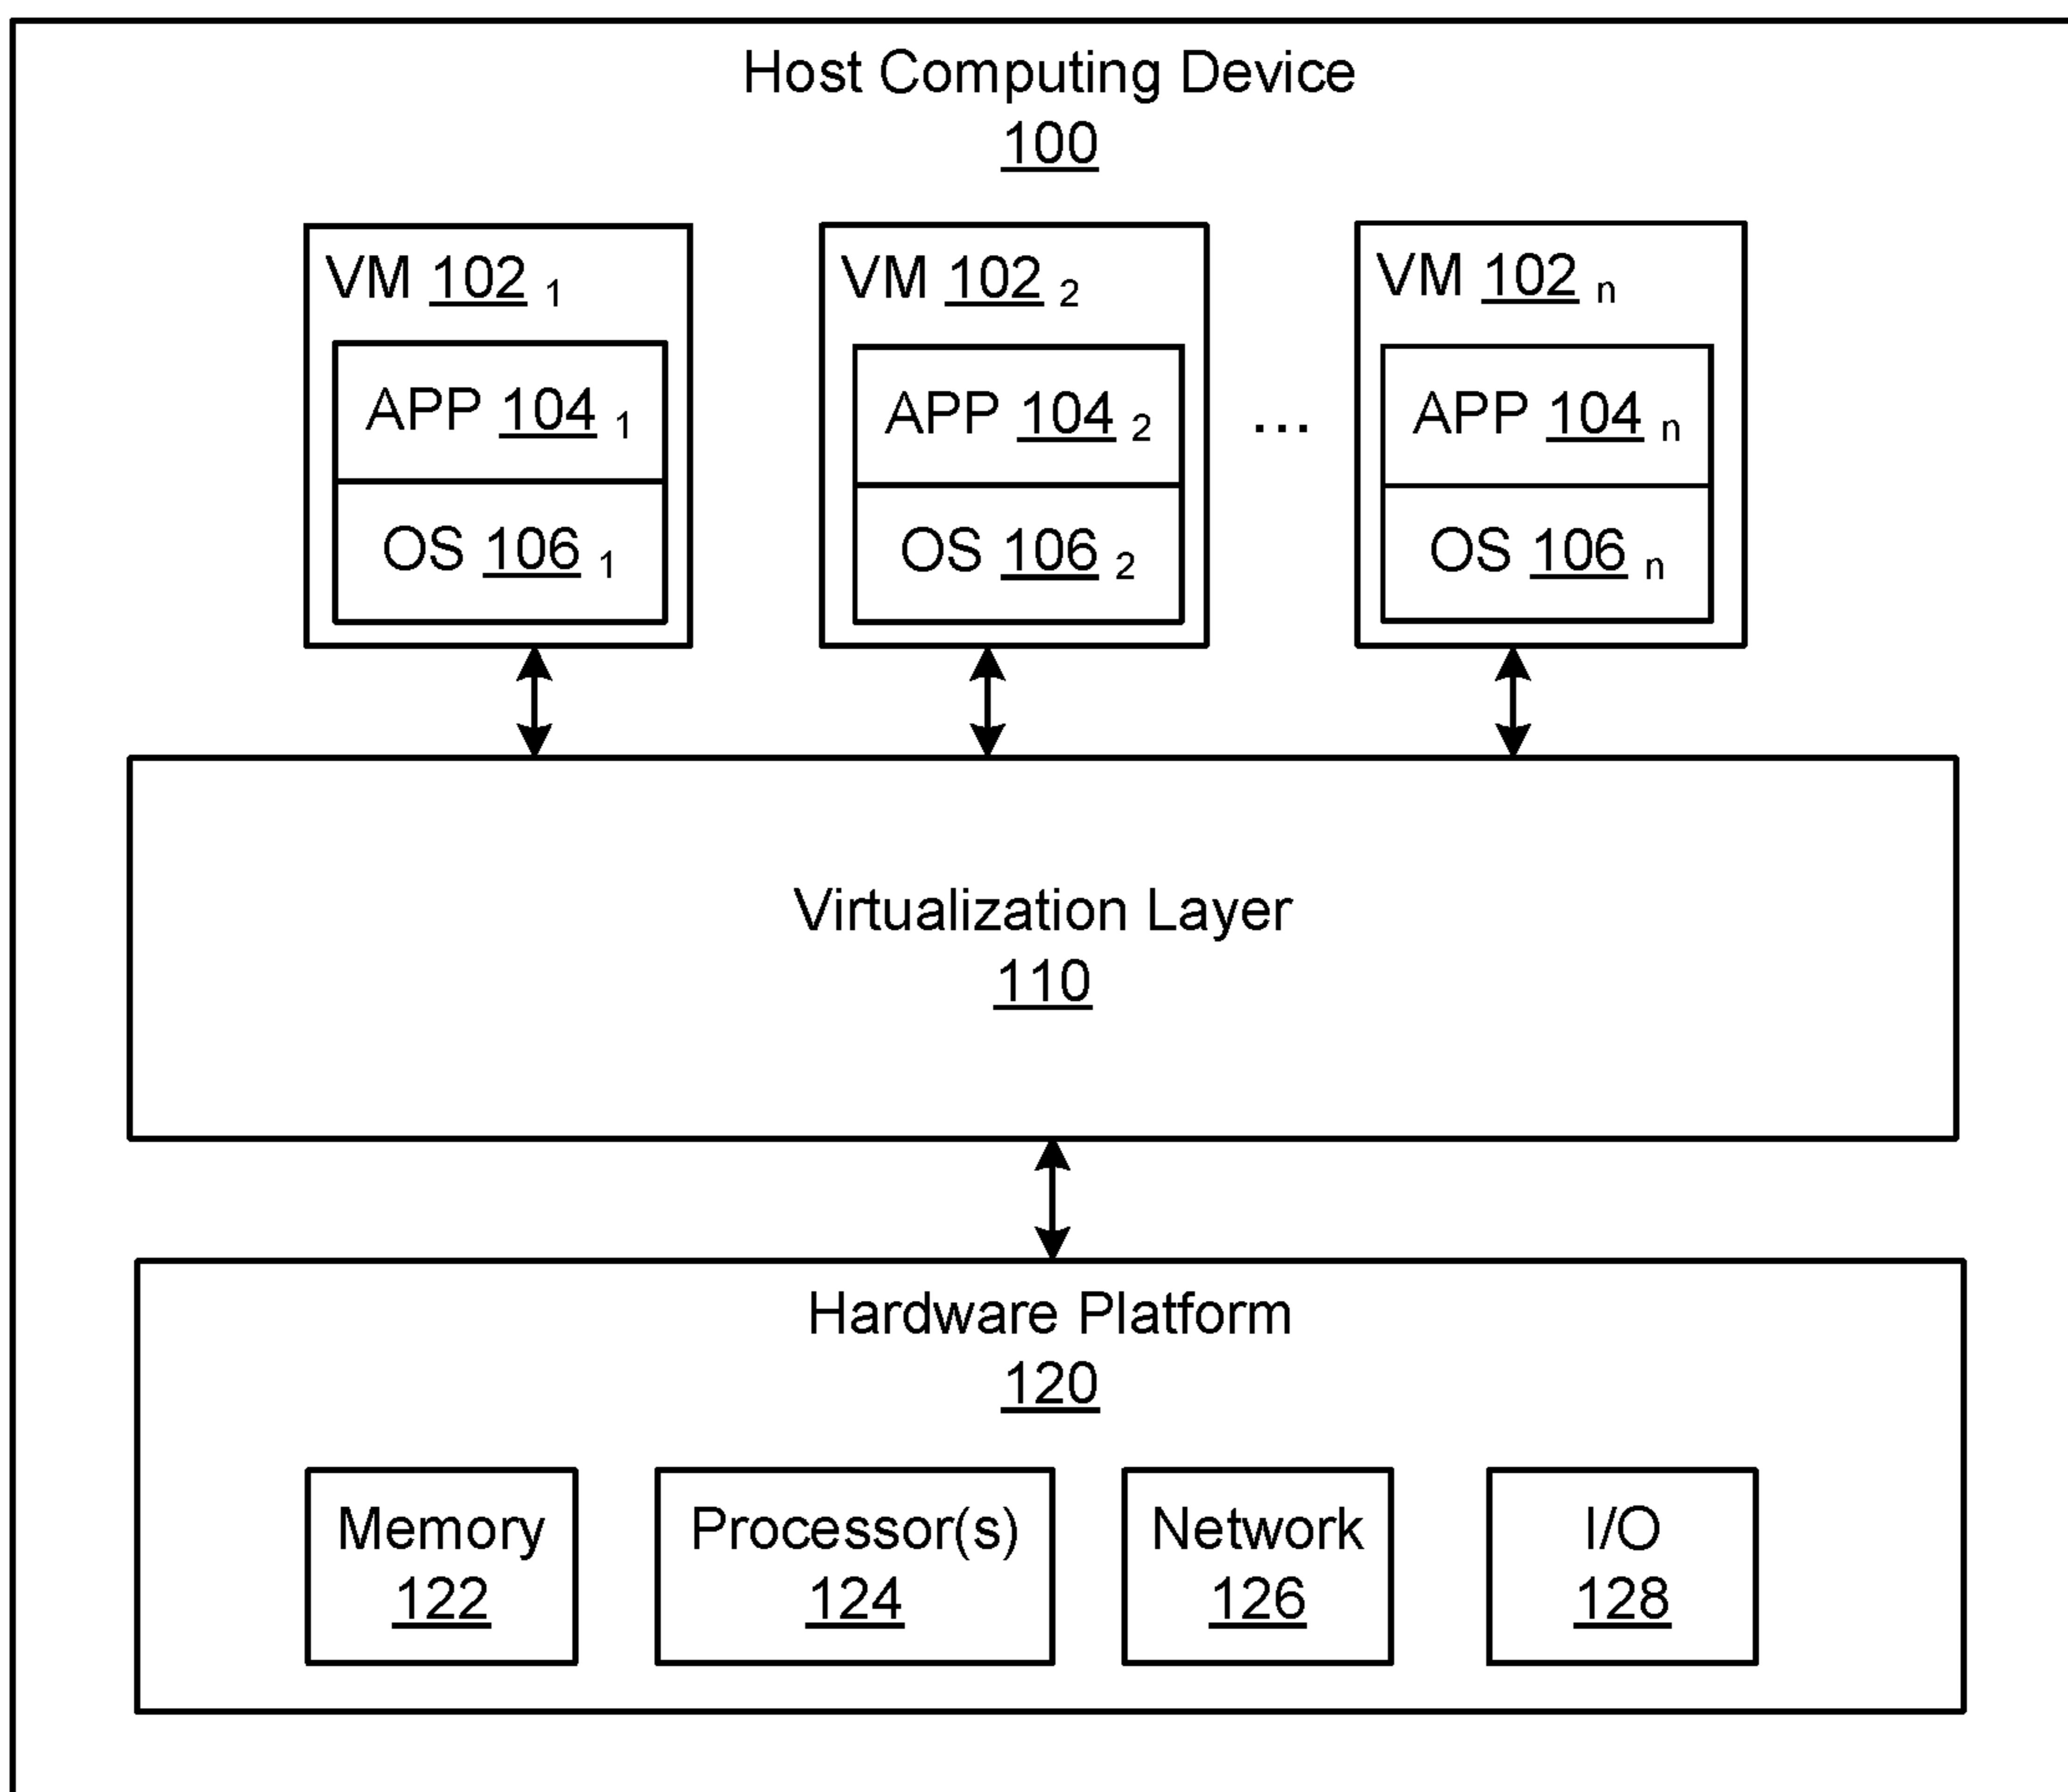 Host Computing Device
100
VM 102 1
VM 102 2
VM 102 n
APP 104 1
APP 104 2
...
APP 104 n
OS 106 1
OS 106 2
OS 106 n
Virtualization Layer
110
Hardware Platform
120
Memory
122
Processor(s)
124
Network
126
I/O
128